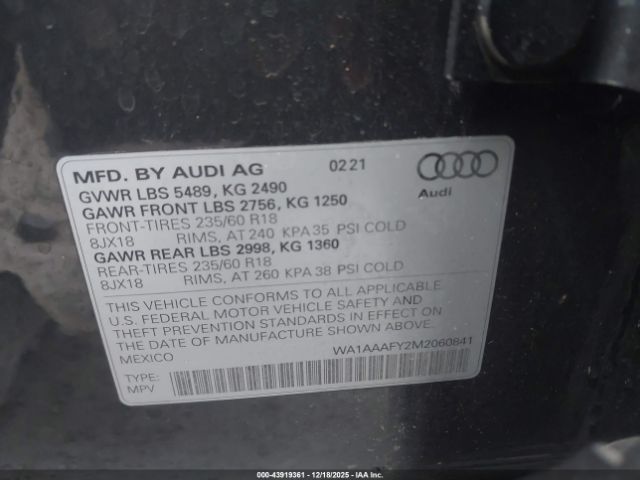 MFD. BY AUDI AG 02 21
GVWR LBS 5489, KG 2490
GAWR FRONT LBS 2756, KG 1250
FRONT-TIRES 235/60 R18
8JX18 RIMS, AT 240 KPA 35 PSI COLD
GAWR REAR LBS 2998, KG 1360
REAR-TIRES 235/60 R18
8JX18 RIMS, AT 260 KPA 38 PSI COLD
Audi
THIS VEHICLE CONFORMS TO ALL APPLICABLE
U.S. FEDERAL MOTOR VEHICLE SAFETY AND
THEFT PREVENTION STANDARDS IN EFFECT ON
THE DATE OF MANUFACTURE SHOWN ABOVE.
MEXICO WA1AAAFY2M2060841
TYPE:
MPV
000-43919361 | 12/18/2025 | IAAI.COM